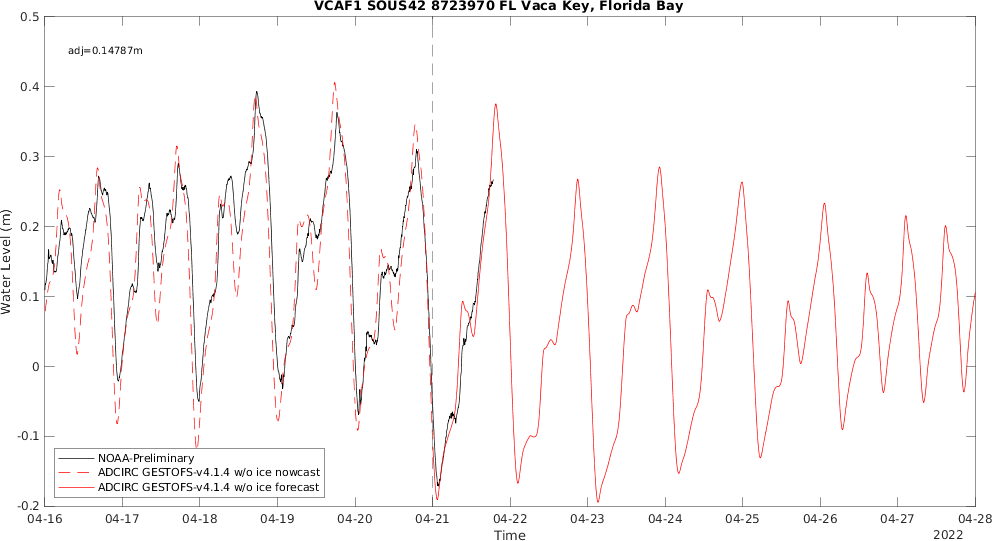 VCAF1 SOUS42 8723970 FL Vaca Key, Florida Bay
0.5
adj=0.14787m
0.4
0.3
0.2
0.1
0
-0.1
-0.2
Water Level (m)
NOAA-Preliminary
ADCIRC GESTOFS-v4.1.4 w/o ice nowcast
ADCIRC GESTOFS-v4.1.4 w/o ice forecast
04-16 04-17 04-18 04-19 04-20 04-21 04-22 04-23 04-24 04-25 04-26 04-27 04-28
Time
2022